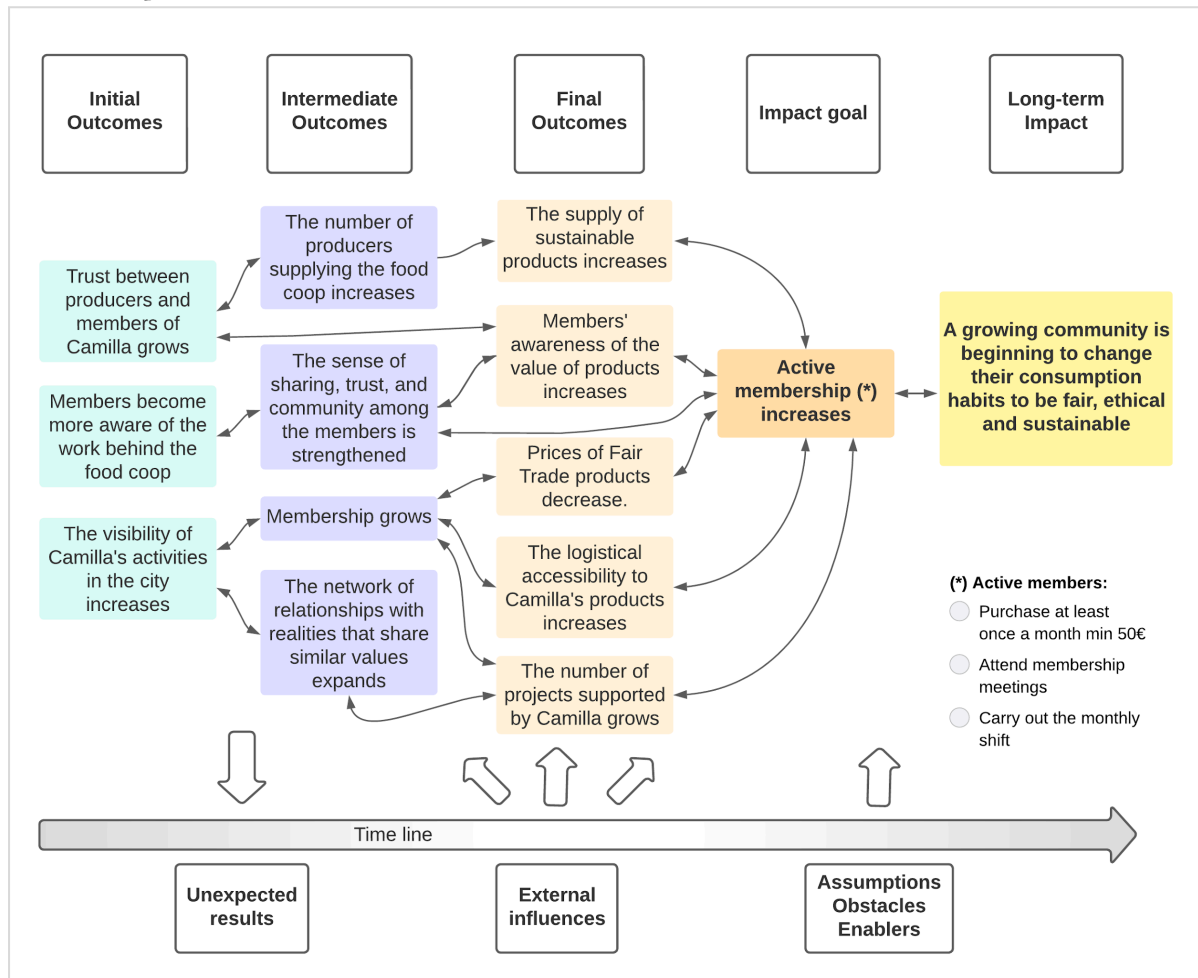 Initial
Outcomes
Intermediate
Outcomes
Final
Outcomes
Impact goal
Long-term
Impact
Trust between
producers and
members of
Camilla grows
Members become
more aware of the
work behind the
food coop
The visibility of
Camilla's activities
in the city
increases
The number of
producers
supplying the food
coop increases
The sense of
sharing, trust, and
community among
the members is
strengthened
Membership grows
The network of
relationships with
realities that share
similar values
expands
The supply of
sustainable
products increases
Members'
awareness of the
value of products
increases
Prices of Fair
Trade products
decrease.
The logistical
accessibility to
Camilla's products
increases
The number of
projects supported
by Camilla grows
Active
membership (*)
increases
A growing community is
beginning to change
their consumption
habits to be fair, ethical
and sustainable
(*) Active members:
Purchase at least
once a month min 50€
Attend membership
meetings
Carry out the monthly
shift
Time line
Unexpected
results
External
influences
Assumptions
Obstacles
Enablers